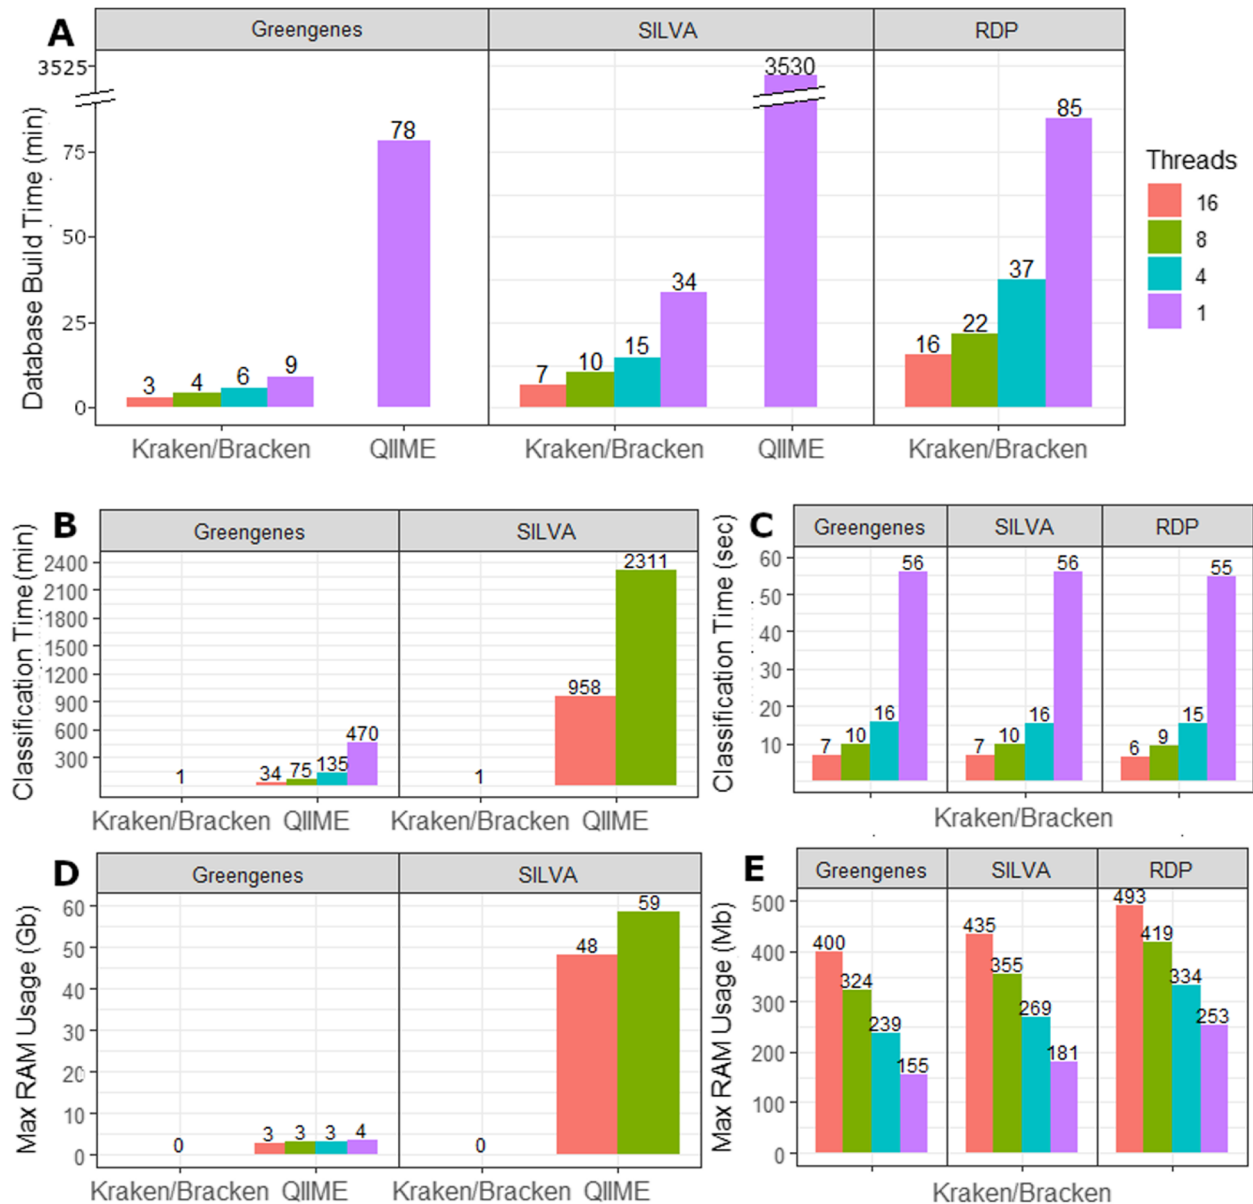 A
Greengenes
SILVA
RDP
Database Build Time (min)
3525
75
50
25
0
3
4
6
9
78
7
10
15
34
3530
16
22
37
85
Kraken/Bracken
QIIME
Kraken/Bracken
QIIME
Kraken/Bracken
Threads
16
8
4
1
B
Greengenes
SILVA
Classification Time (min)
2400
2100
1800
1500
1200
900
600
300
1
34
75
135
470
1
958
2311
Kraken/Bracken
QIIME
Kraken/Bracken
QIIME
C
Greengenes
SILVA
RDP
Classification Time (sec)
60
50
40
30
20
10
7
10
16
56
7
10
16
56
6
9
15
55
Kraken/Bracken
D
Greengenes
SILVA
Max RAM Usage (Gb)
60
50
40
30
20
10
0
0
3
3
3
4
0
48
59
Kraken/Bracken
QIIME
Kraken/Bracken
QIIME
E
Greengenes
SILVA
RDP
Max RAM Usage (Mb)
500
400
300
200
100
0
400
324
239
155
435
355
269
181
493
419
334
253
Kraken/Bracken